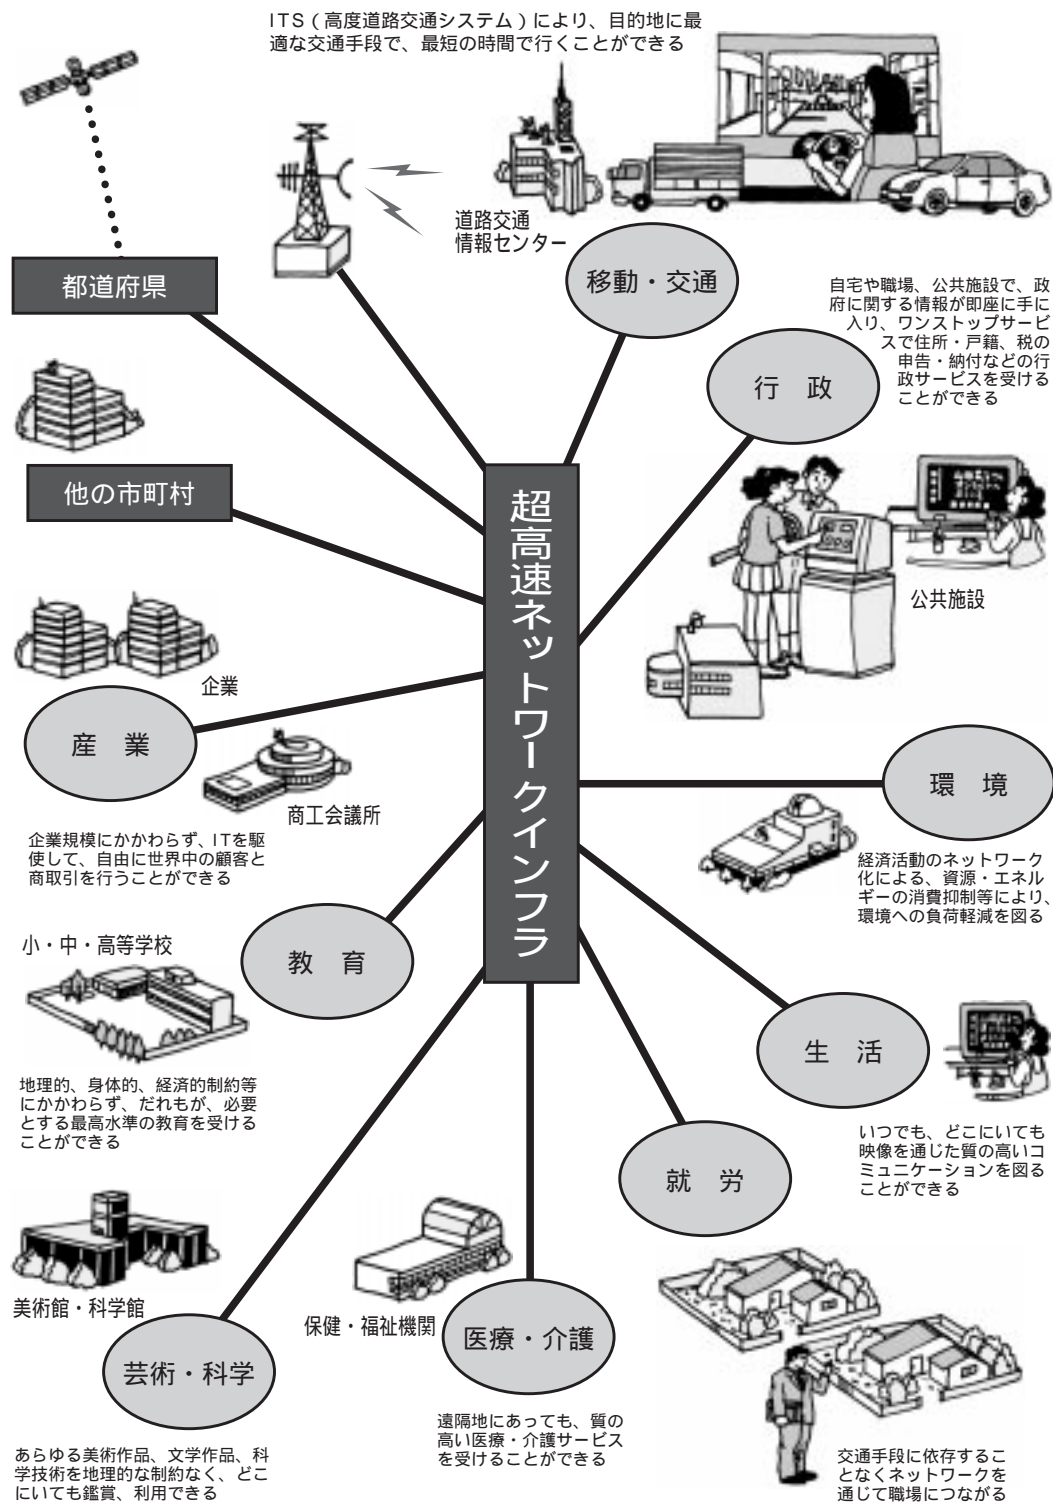 ITS（高度道路交通システム）により、目的地に最
適な交通手段で、最短の時間で行くことができる
道路交通
情報センター
移動・交通
都道府県
自宅や職場、公共施設で、政
府に関する情報が即座に手に
入り、ワンストップサービ
スで住所・戸籍、税の
申告・納付などの行
政サービスを受ける
ことができる
行　政
他の市町村
超高速ネットワークインフラ
公共施設
企業
産　業
商工会議所
企業規模にかかわらず、ITを駆
使して、自由に世界中の顧客と
商取引を行うことができる
環　境
経済活動のネットワーク
化による、資源・エネル
ギーの消費抑制等により、
環境への負荷軽減を図る
教　育
小・中・高等学校
地理的、身体的、経済的制約等
にかかわらず、だれもが、必要
とする最高水準の教育を受ける
ことができる
生　活
いつでも、どこにいても
映像を通じた質の高いコ
ミュニケーションを図る
ことができる
就　労
美術館・科学館
芸術・科学
あらゆる美術作品、文学作品、科
学技術を地理的な制約なく、どこ
にいても鑑賞、利用できる
保健・福祉機関
医療・介護
遠隔地にあっても、質の
高い医療・介護サービス
を受けることができる
交通手段に依存するこ
となくネットワークを
通じて職場につながる